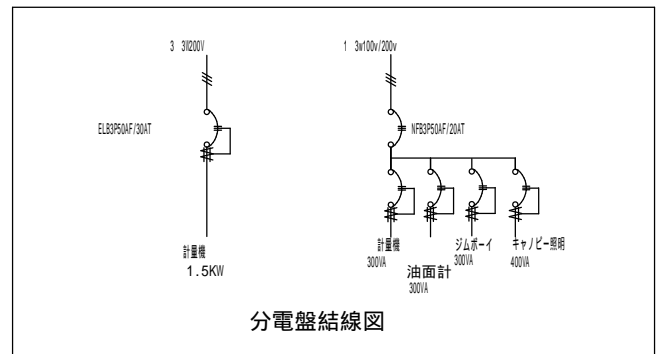 3 3W200V
1 3w100v/200v
ELB3P50AF/30AT
NFB3P50AF/20AT
計量機
1.5KW
計量機
300VA
油面計
300VA
ジムボーイ
300VA
キャノピー照明
400VA
分電盤結線図